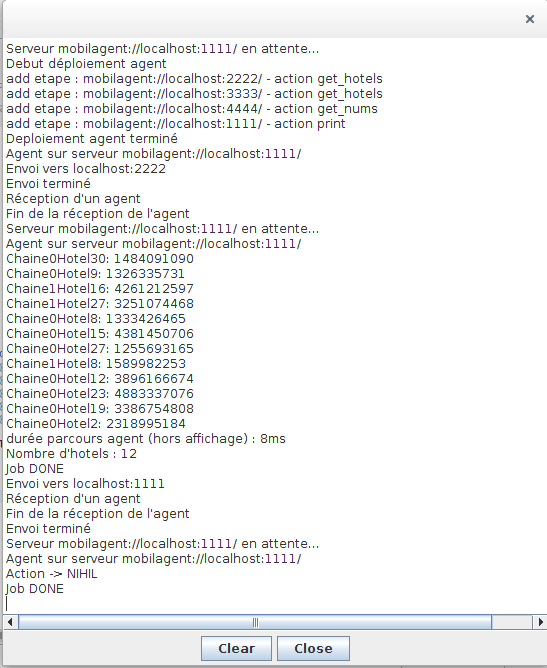 Serveur mobilagent://localhost:1111/ en attente...
Debut déploiement agent
add etape : mobilagent://localhost:2222/ - action get_hotels
add etape : mobilagent://localhost:3333/ - action get_hotels
add etape : mobilagent://localhost:4444/ - action get_nums
add etape : mobilagent://localhost:1111/ - action print
Deploiement agent terminé
Agent sur serveur mobilagent://localhost:1111/
Envoi vers localhost:2222
Envoi terminé
Réception d'un agent
Fin de la réception de l'agent
Serveur mobilagent://localhost:1111/ en attente...
Agent sur serveur mobilagent://localhost:1111/
Chaine0Hotel30: 1484091090
Chaine0Hotel9: 1326335731
Chaine1Hotel16: 4261212597
Chaine1Hotel27: 3251074468
Chaine0Hotel8: 1333426465
Chaine0Hotel15: 4381450706
Chaine0Hotel27: 1255693165
Chaine1Hotel8: 1589982253
Chaine0Hotel12: 3896166674
Chaine0Hotel23: 4883337076
Chaine0Hotel19: 3386754808
Chaine0Hotel2: 2318995184
durée parcours agent (hors affichage) : 8ms
Nombre d'hotels : 12
Job DONE
Envoi vers localhost:1111
Réception d'un agent
Fin de la réception de l'agent
Envoi terminé
Serveur mobilagent://localhost:1111/ en attente...
Agent sur serveur mobilagent://localhost:1111/
Action -> NIHIL
Job DONE
Clear Close